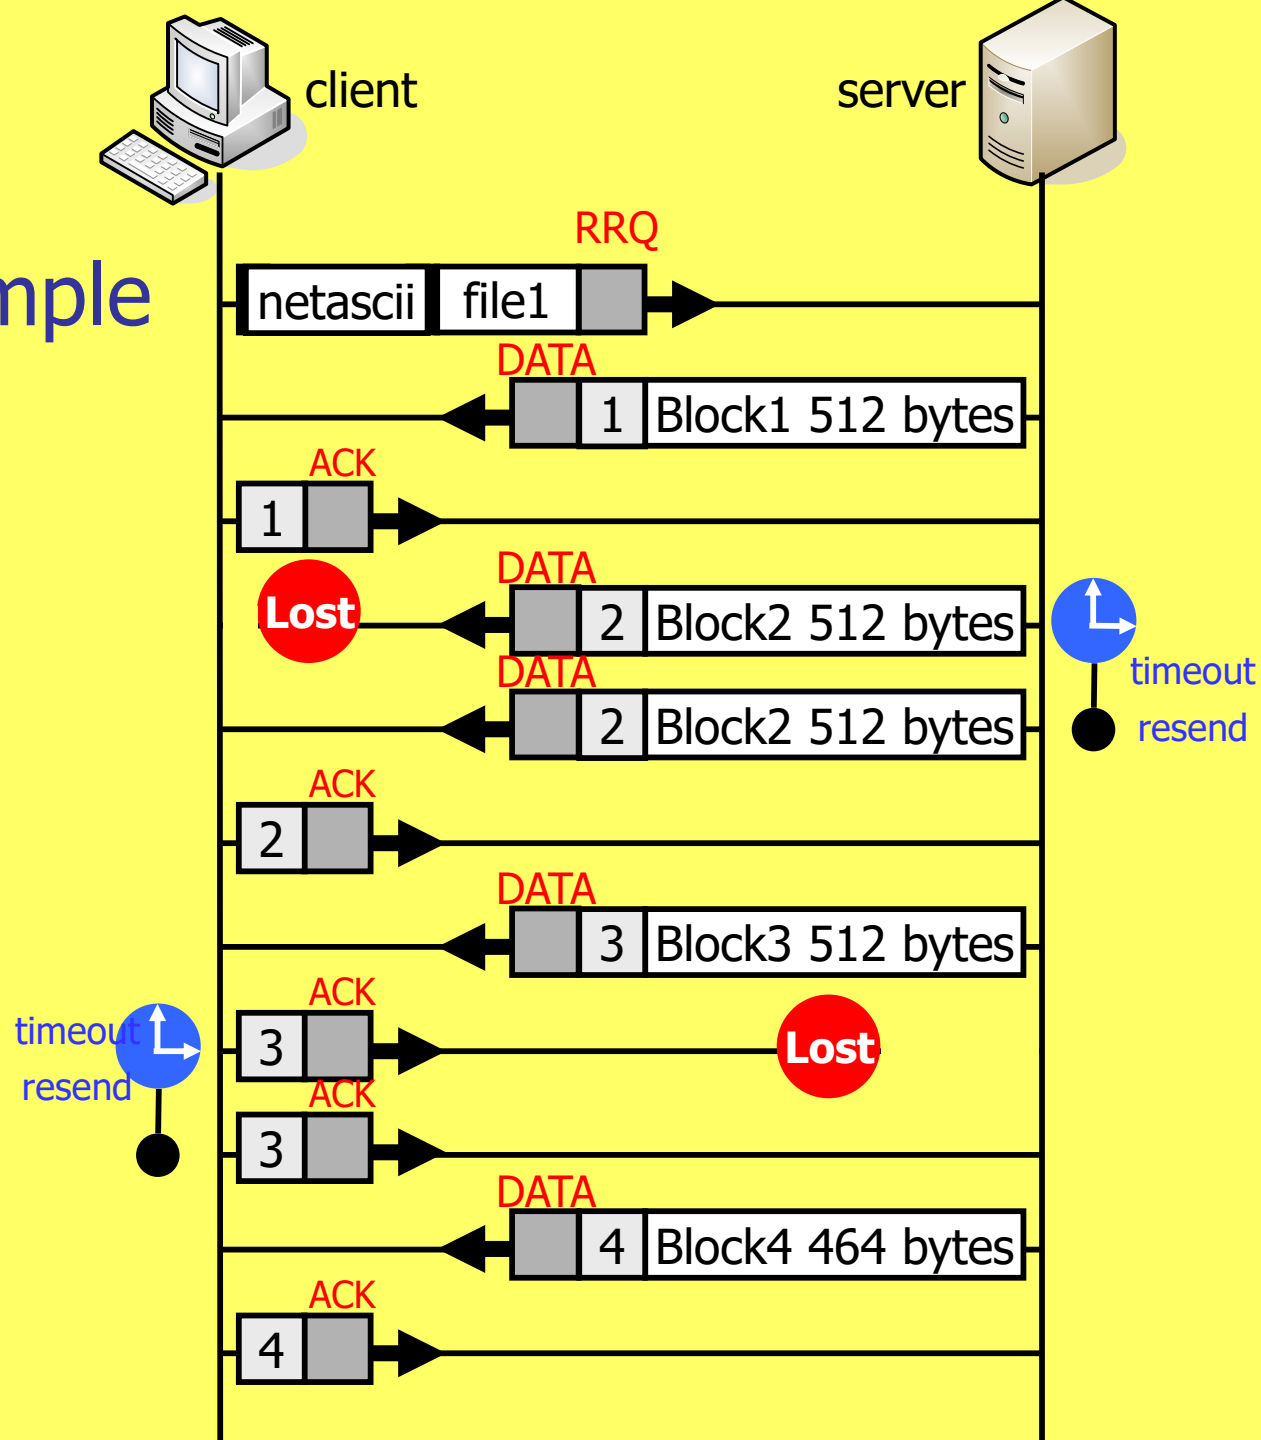 client
server
RRQ
mple
netascii file1
DATA
1 Block1 512 bytes
ACK
1
DATA
Lost
2 Block2 512 bytes
timeout
DATA
2 Block2 512 bytes
resend
ACK
2
DATA
3 Block3 512 bytes
ACK
timeout
3
Lost
resend
ACK
3
DATA
4 Block4 464 bytes
ACK
4